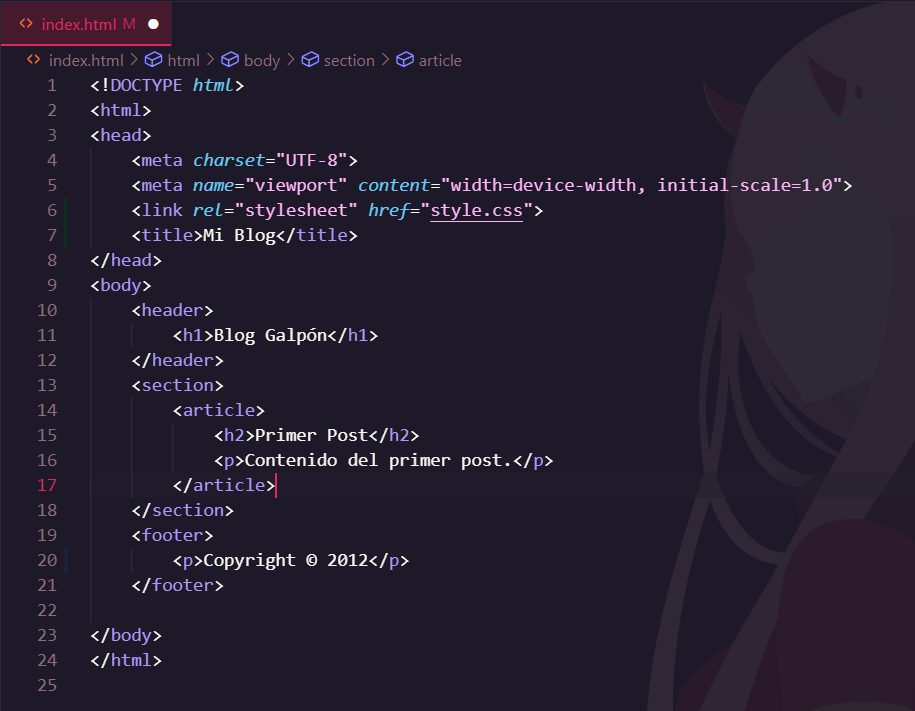 <> index.html M
<> index.html > html > body > section > article
1 <!DOCTYPE html>
2 <html>
3 <head>
4     <meta charset="UTF-8">
5     <meta name="viewport" content="width=device-width, initial-scale=1.0">
6     <link rel="stylesheet" href="style.css">
7     <title>Mi Blog</title>
8 </head>
9 <body>
10     <header>
11         <h1>Blog Galpón</h1>
12     </header>
13     <section>
14         <article>
15             <h2>Primer Post</h2>
16             <p>Contenido del primer post.</p>
17         </article>
18     </section>
19     <footer>
20         <p>Copyright © 2012</p>
21     </footer>
22
23 </body>
24 </html>
25